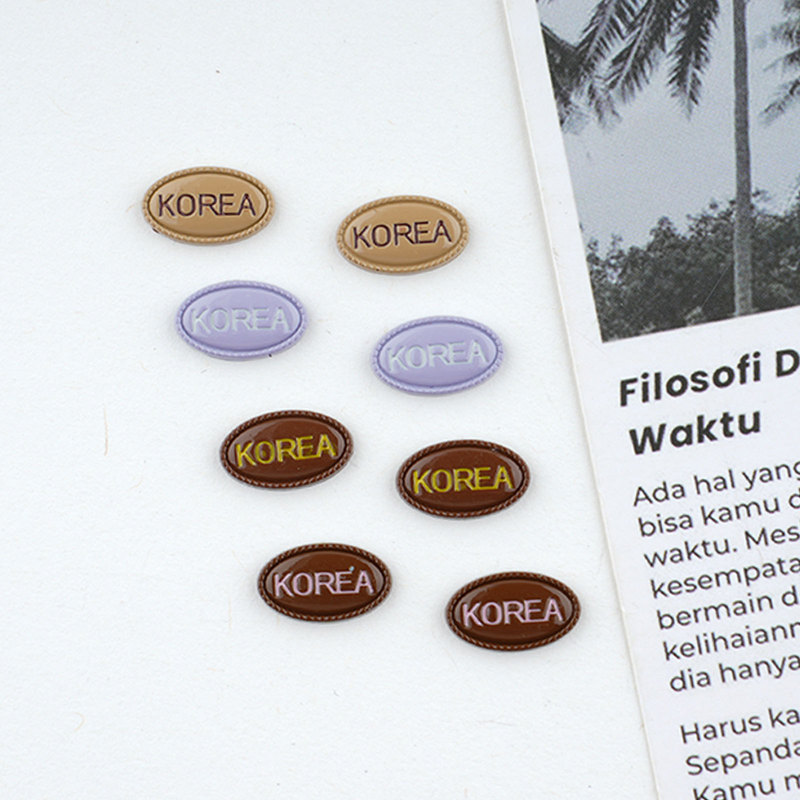 KOREA
KOREA
KOREA
KOREA
KOREA
KOREA
KOREA
KOREA
Filosofi D
Waktu
Ada hal yang
bisa kamu d
waktu. Mes
kesempata
bermain d
kelihaiann
dia hanya
Harus ka
Sepanda
Kamu m